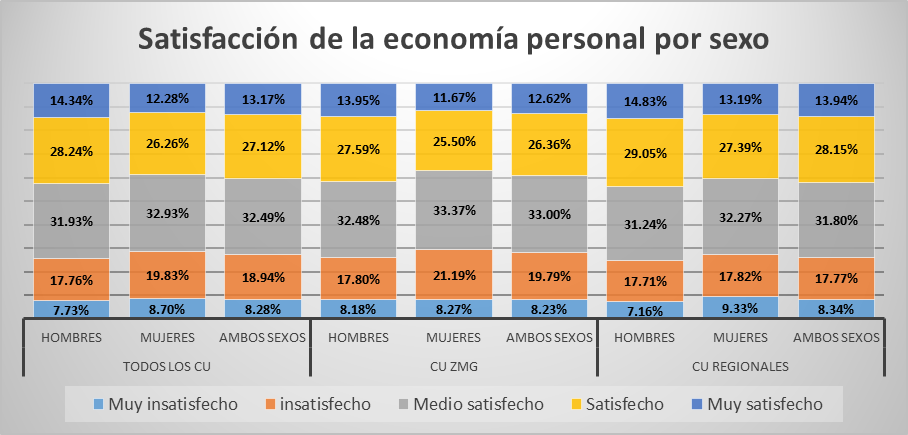 Satisfacción de la economía personal por sexo
14.34% 12.28% 13.17% 13.95% 11.67% 12.62% 14.83% 13.19% 13.94%
28.24% 26.26% 27.12% 27.59% 25.50% 26.36% 29.05% 27.39% 28.15%
31.93% 32.93% 32.49% 32.48% 33.37% 33.00% 31.24% 32.27% 31.80%
17.76% 19.83% 18.94% 17.80% 21.19% 19.79% 17.71% 17.82% 17.77%
7.73% 8.70% 8.28% 8.18% 8.27% 8.23% 7.16% 9.33% 8.34%
HOMBRES MUJERES AMBOS SEXOS HOMBRES MUJERES AMBOS SEXOS HOMBRES MUJERES AMBOS SEXOS
TODOS LOS CU CU ZMG CU REGIONALES
Muy insatisfecho insatisfecho Medio satisfecho Satisfecho Muy satisfecho